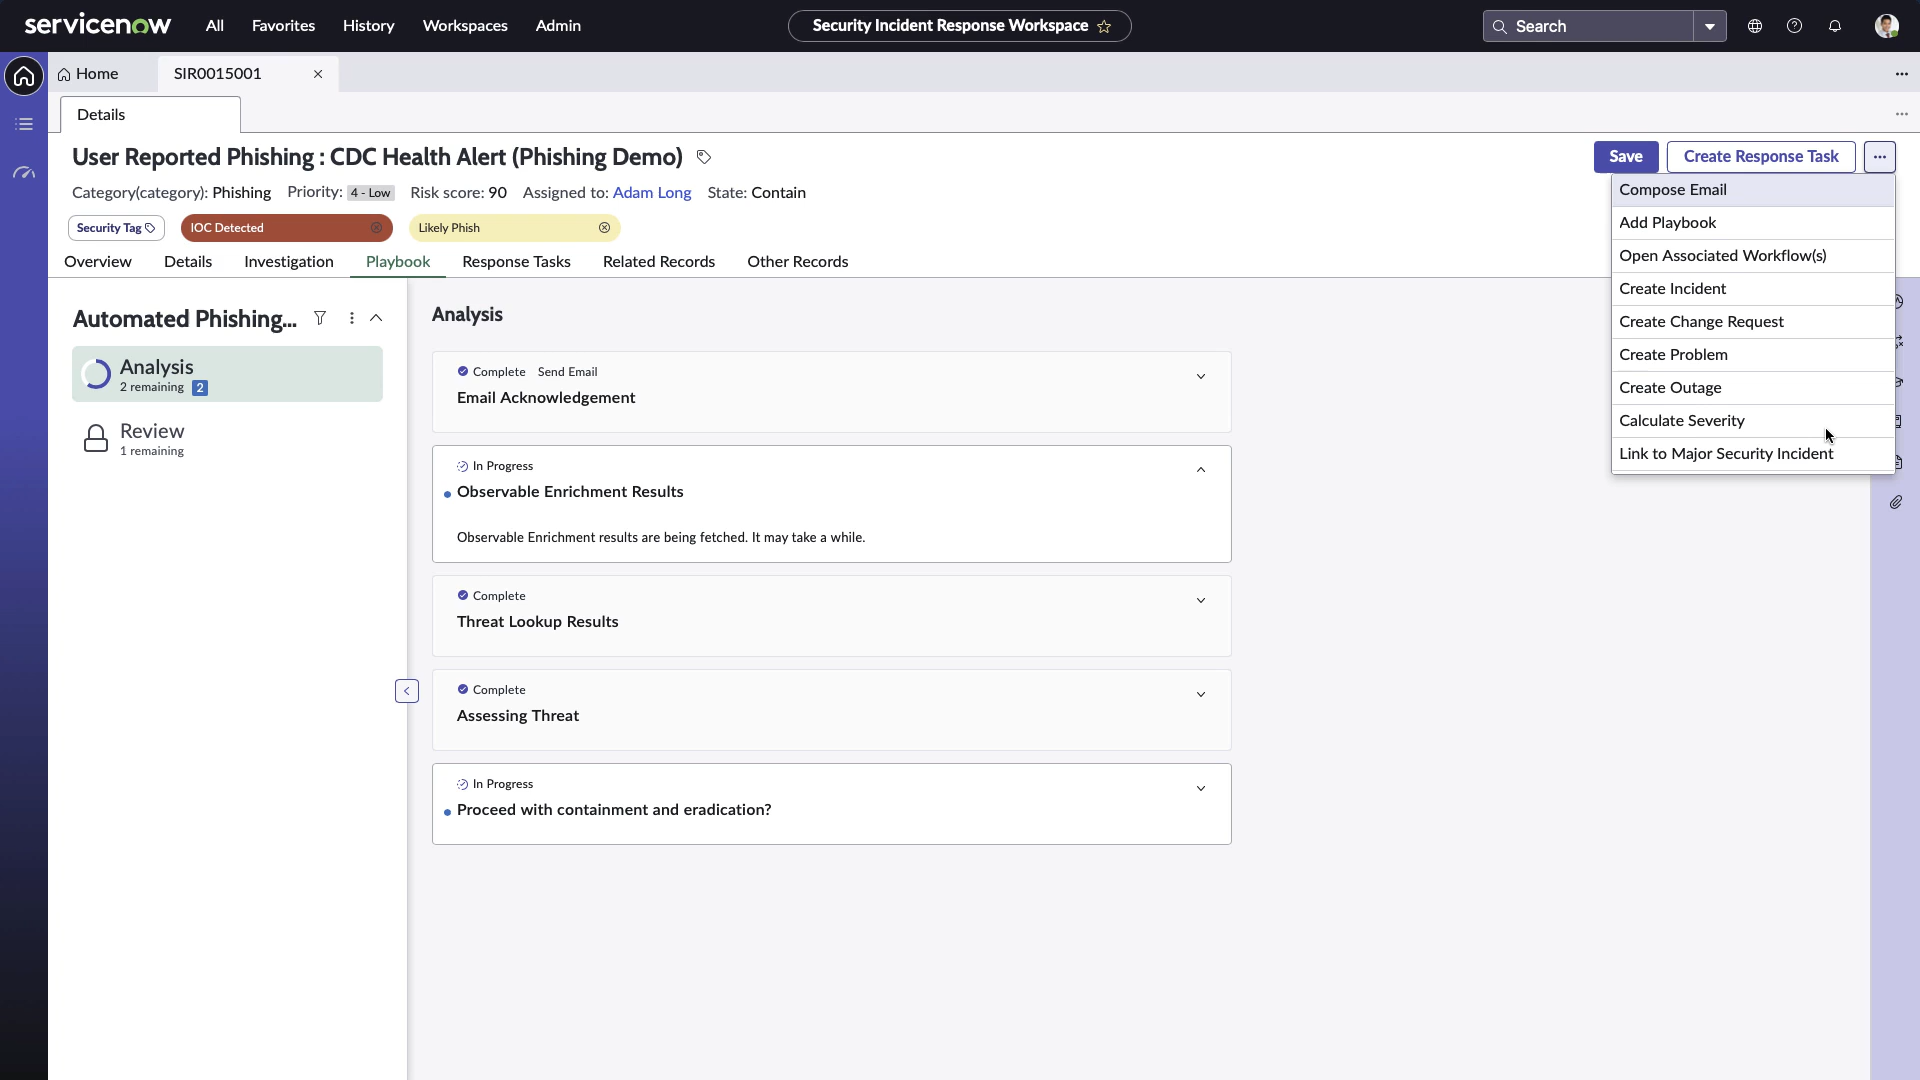 servicenow
All
Favorites
History
Workspaces
Admin
Security Incident Response Workspace
Search
Home
SIR0015001
Details
User Reported Phishing : CDC Health Alert (Phishing Demo)
Save
Create Response Task
Category(category): Phishing
Priority: 4 - Low
Risk score: 90
Assigned to: Adam Long
State: Contain
Security Tag
IOC Detected
Likely Phish
Overview
Details
Investigation
Playbook
Response Tasks
Related Records
Other Records
Compose Email
Add Playbook
Open Associated Workflow(s)
Create Incident
Create Change Request
Create Problem
Create Outage
Calculate Severity
Link to Major Security Incident
Automated Phishing...
Analysis
2 remaining 2
Review
1 remaining
Analysis
Complete Send Email
Email Acknowledgement
In Progress
Observable Enrichment Results
Observable Enrichment results are being fetched. It may take a while.
Complete
Threat Lookup Results
Complete
Assessing Threat
In Progress
Proceed with containment and eradication?